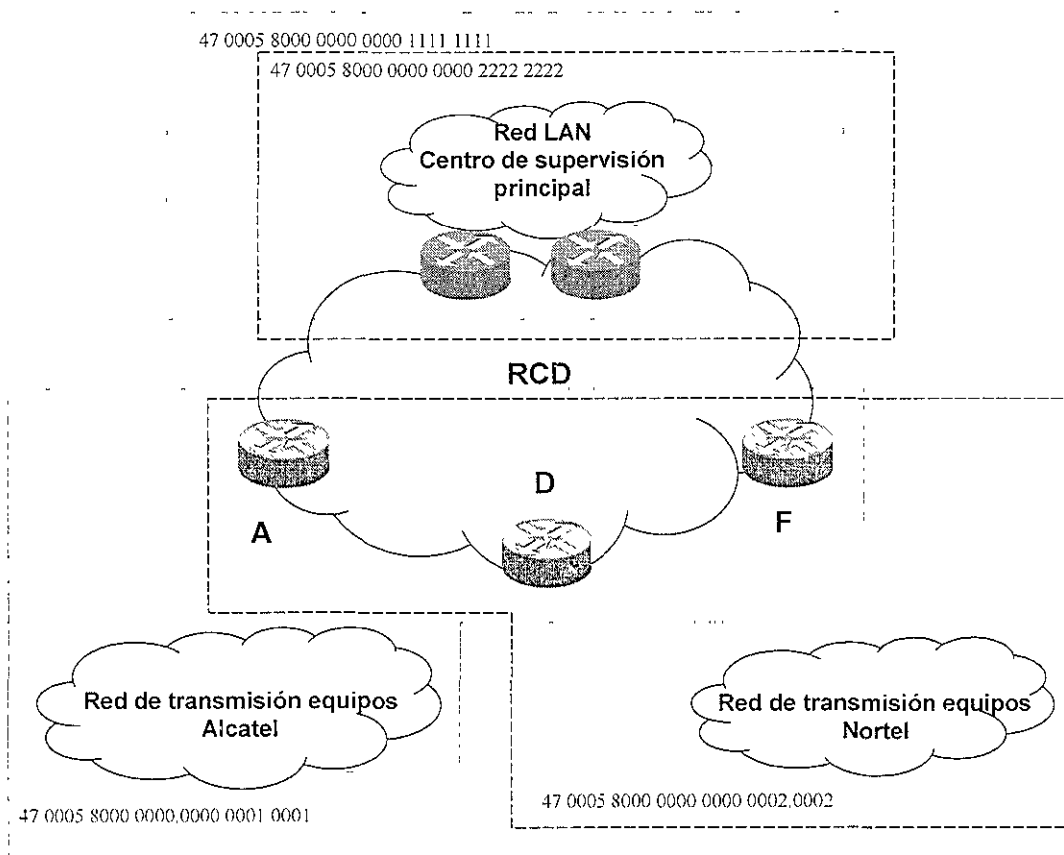 47 0005 8000 0000 0000 1111 1111
47 0005 8000 0000 0000 2222 2222
Red LAN
Centro de supervisión
principal
RCD
A
D
F
Red de transmisión equipos
Alcatel
Red de transmisión equipos
Nortel
47 0005 8000 0000 0000 0002.0002
47 0005 8000 0000.0000 0001 0001